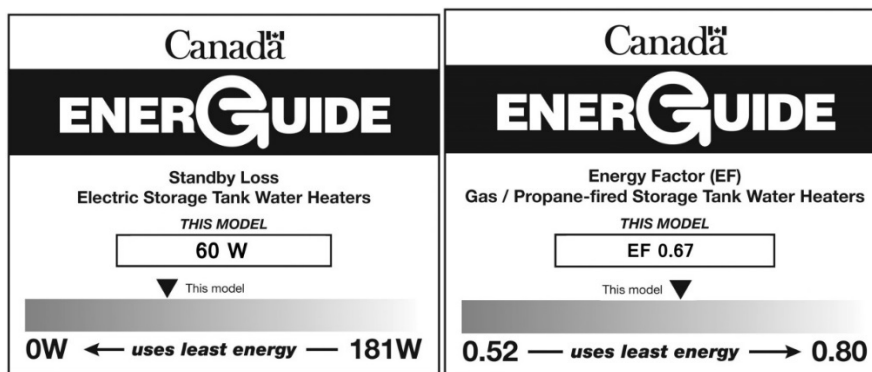 Canada
ENERGUIDE
Standby Loss
Electric Storage Tank Water Heaters
THIS MODEL
60 W
This model
0W uses least energy 181W
Canada
ENERGUIDE
Energy Factor (EF)
Gas / Propane-fired Storage Tank Water Heaters
THIS MODEL
EF 0.67
This model
0.52 uses least energy 0.80